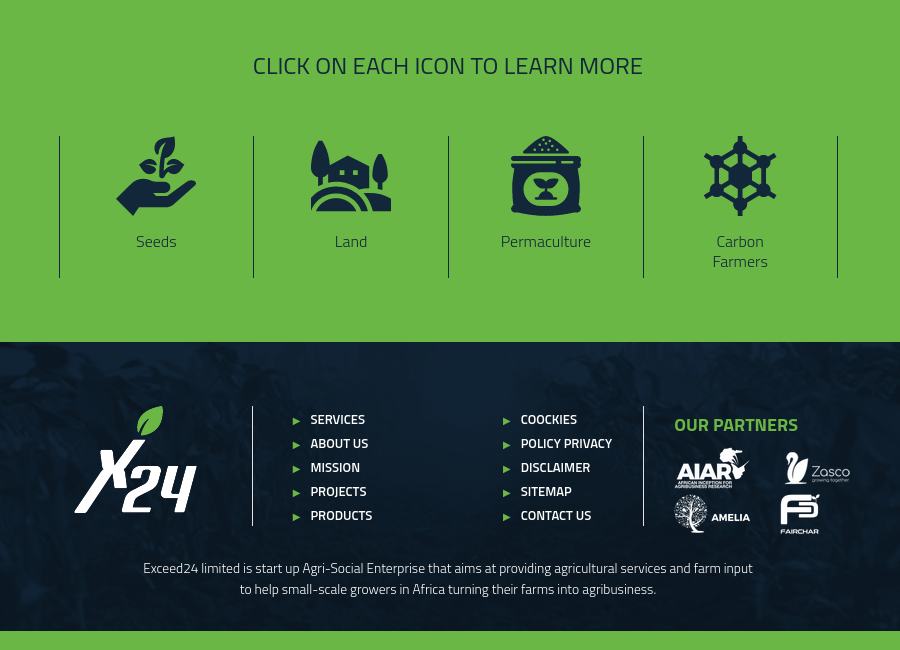 CLICK ON EACH ICON TO LEARN MORE
Seeds
Land
Permaculture
Carbon
Farmers
X24
SERVICES
ABOUT US
MISSION
PROJECTS
PRODUCTS
COOCKIES
POLICY PRIVACY
DISCLAIMER
SITEMAP
CONTACT US
OUR PARTNERS
AIAR
AFRICAN INCEPTION FOR
AGRIBUSINESS RESEARCH
Zasco
growing together
AMELIA
FAIRCHAR
Exceed24 limited is start up Agri-Social Enterprise that aims at providing agricultural services and farm input
to help small-scale growers in Africa turning their farms into agribusiness.